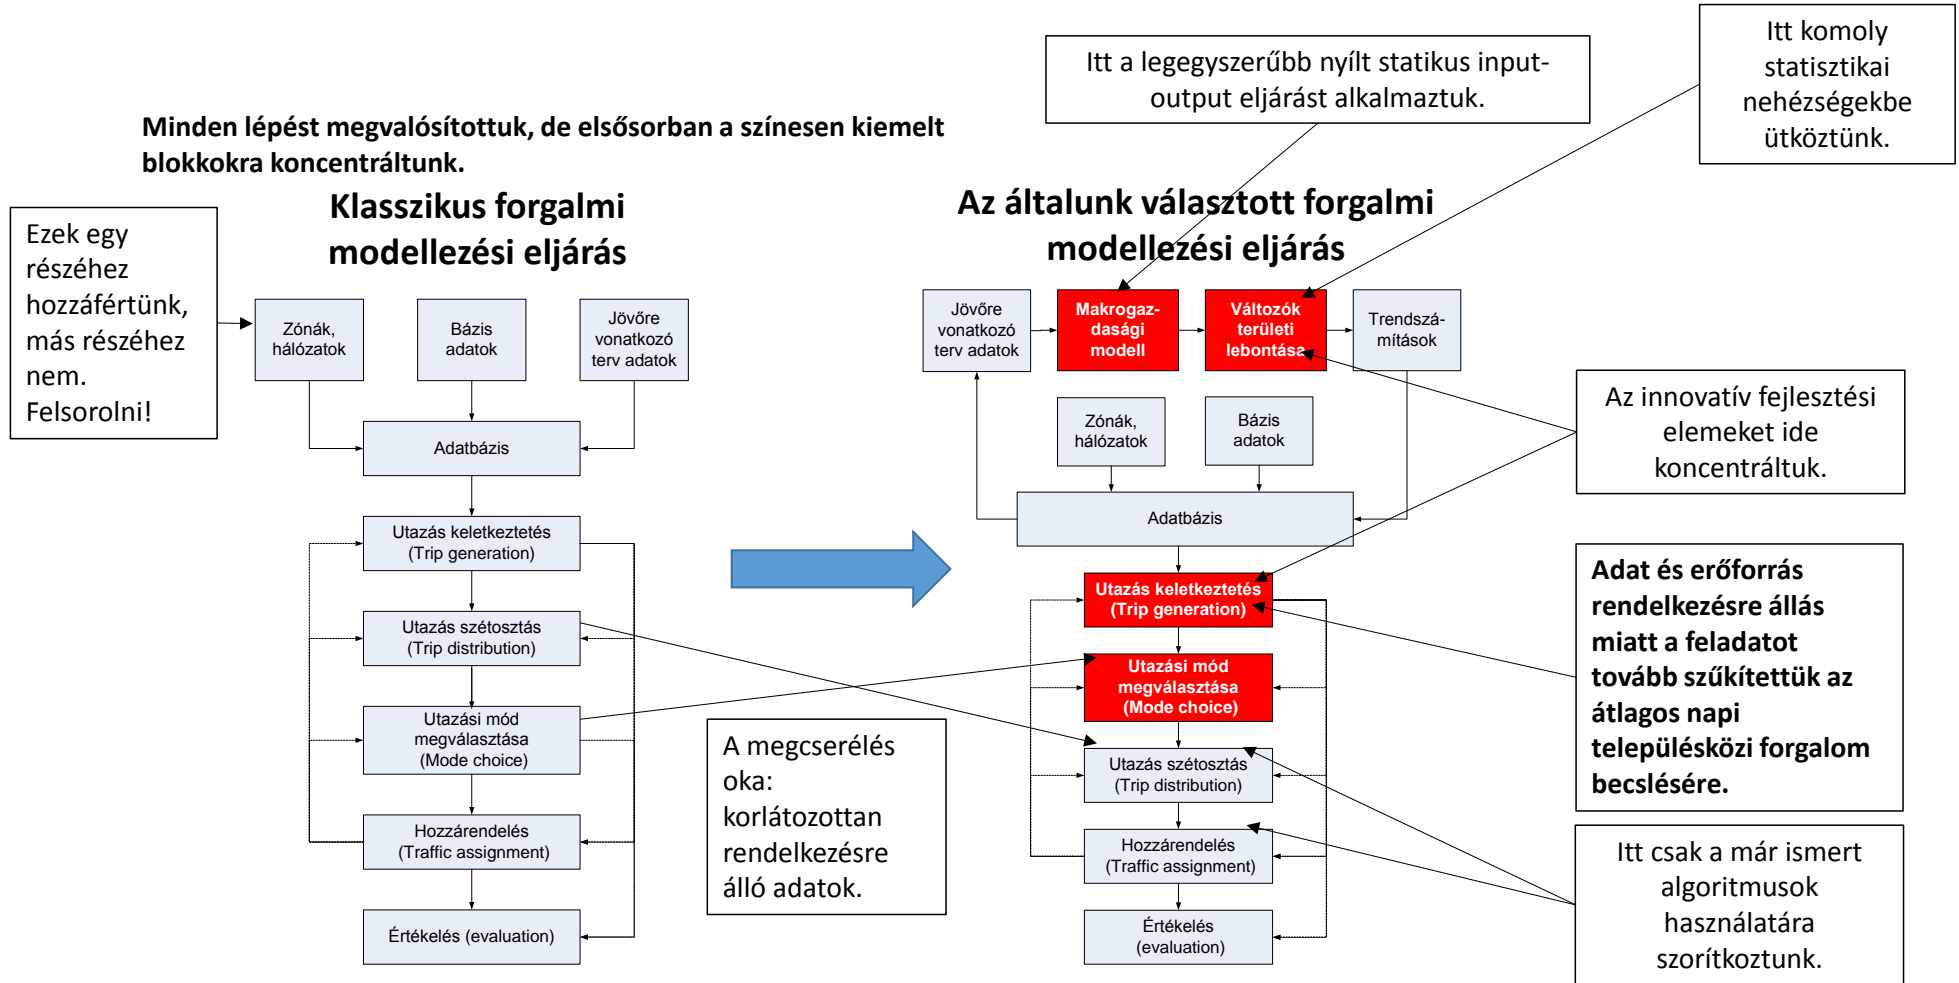 Itt a legegyszerűbb nyílt statikus input-
output eljárást alkalmaztuk.
Itt komoly
statisztikai
nehézségekbe
ütköztünk.
Minden lépést megvalósítottuk, de elsősorban a színesen kiemelt
blokkokra koncentráltunk.
Klasszikus forgalmi
modellezési eljárás
Az általunk választott forgalmi
modellezési eljárás
Ezek egy
részéhez
hozzáfértünk,
más részéhez
nem.
Felsorolni!
Zónák,
hálózatok
Bázis
adatok
Jövőre
vonatkozó
terv adatok
Adatbázis
Utazás keletkeztetés
(Trip generation)
Utazás szétosztás
(Trip distribution)
Utazási mód
megválasztása
(Mode choice)
Hozzárendelés
(Traffic assignment)
Értékelés (evaluation)
A megcserélés
oka:
korlátozottan
rendelkezésre
álló adatok.
Jövőre
vonatkozó
terv adatok
Makrogaz-
dasági
modell
Változók
területi
lebontása
Trendszá-
mítások
Zónák,
hálózatok
Bázis
adatok
Adatbázis
Utazás keletkeztetés
(Trip generation)
Utazási mód
megválasztása
(Mode choice)
Utazás szétosztás
(Trip distribution)
Hozzárendelés
(Traffic assignment)
Értékelés
(evaluation)
Az innovatív fejlesztési
elemeket ide
koncentráltuk.
Adat és erőforrás
rendelkezésre állás
miatt a feladatot
tovább szűkítettük az
átlagos napi
településközi forgalom
becslésére.
Itt csak a már ismert
algoritmusok
használatára
szorítkoztunk.